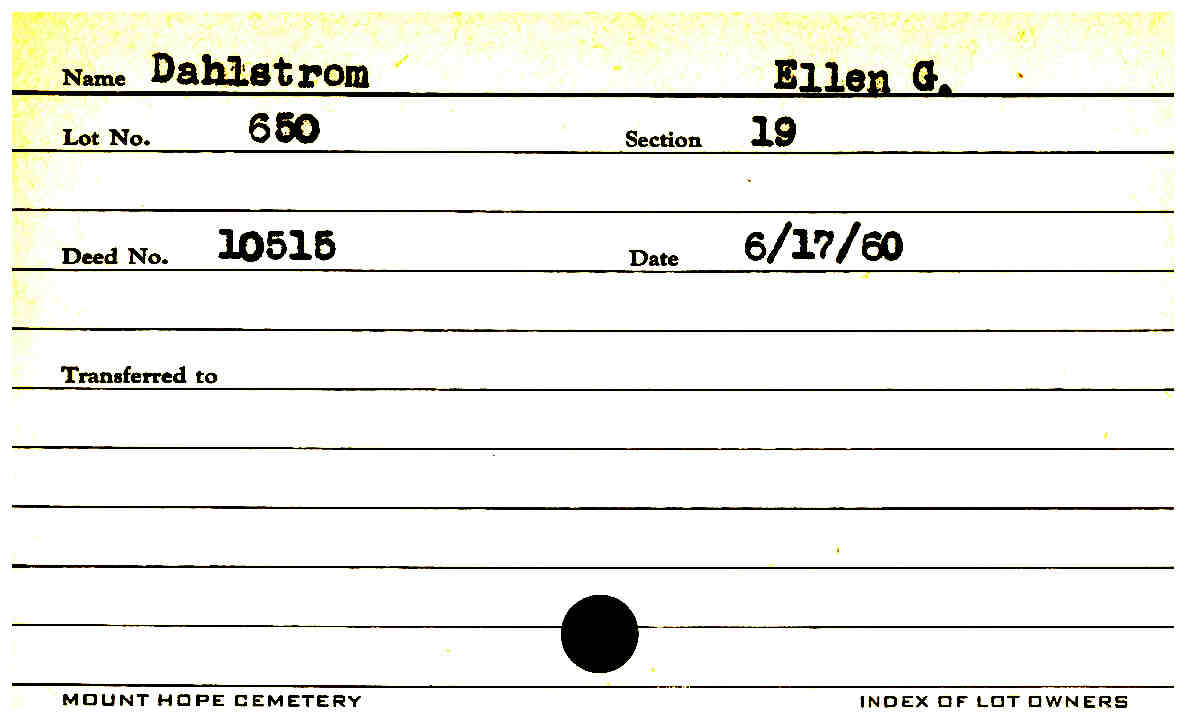 Name Dahlstrom Ellen G.
Lot No. 650 Section 19
Deed No. 10515 Date 6/17/60
Transferred to
MOUNT HOPE CEMETERY INDEX OF LOT OWNERS